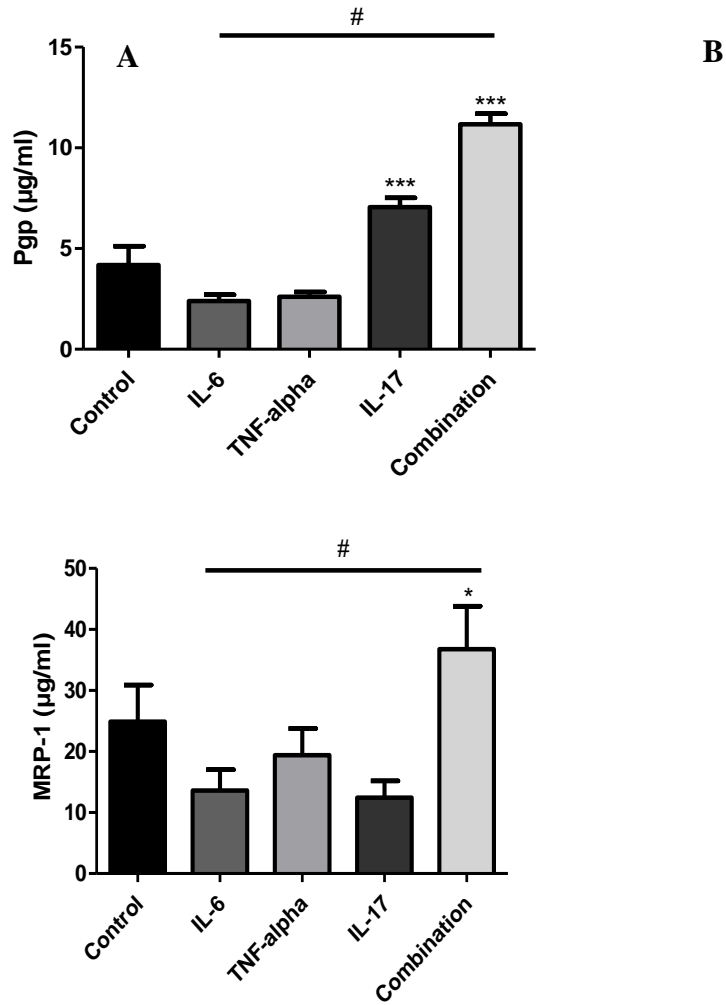 #
A
B
15
10
5
0
Pgp (µg/ml)
***
***
Control
IL-6
TNF-alpha
IL-17
Combination
#
50
40
30
20
10
0
MRP-1 (µg/ml)
*
Control
IL-6
TNF-alpha
IL-17
Combination